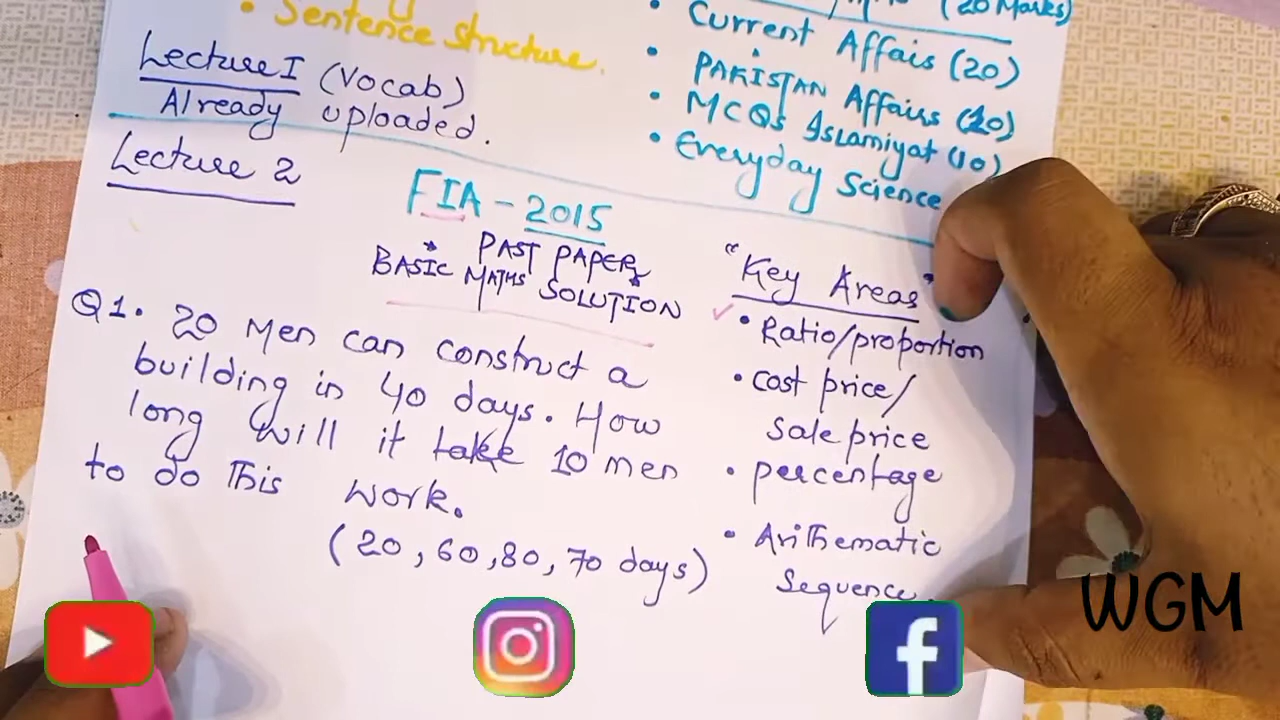 • Sentence structure.
(20 Marks)
• Current Affais (20)
• PAKISTAN Affairs (20)
• MCQs Islamiyat (10)
• Everyday Science
Lecture I (Vocab)
Already uploaded.
Lecture 2
FIA - 2015
PAST PAPER
BASIC MATHS SOLUTION
Q1. 20 Men can construct a
building in 40 days. How
long will it take 10 men
to do This work.
(20, 60, 80, 70 days)
"Key Areas"
• Ratio/proportion
• Cost price/
Sale price
• percentage
• Arithematic
Sequence.
WGM